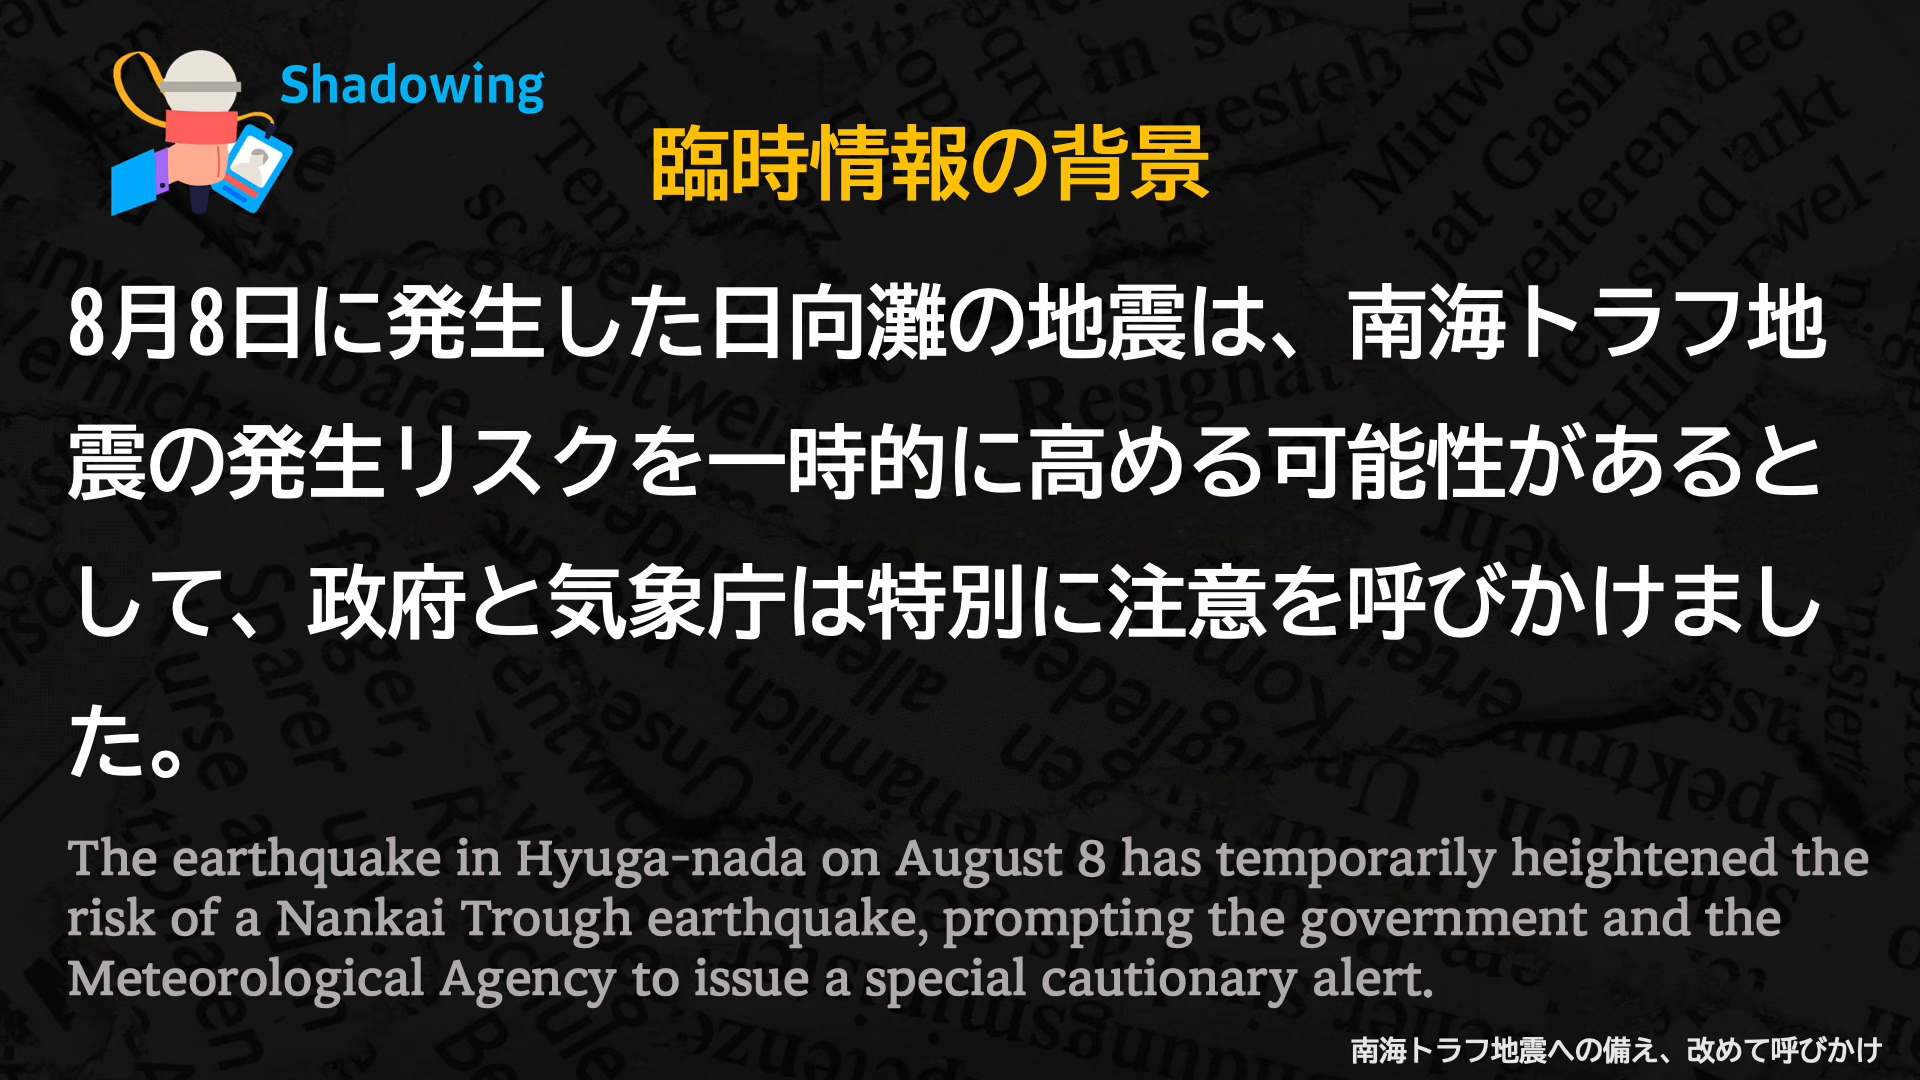 Shadowing
臨時情報の背景
8月8日に発生した日向灘の地震は、南海トラフ地
震の発生リスクを一時的に高める可能性があると
して、政府と気象庁は特別に注意を呼びかけまし
た。
The earthquake in Hyuga-nada on August 8 has temporarily heightened the
risk of a Nankai Trough earthquake, prompting the government and the
Meteorological Agency to issue a special cautionary alert.
南海トラフ地震への備え、改めて呼びかけ